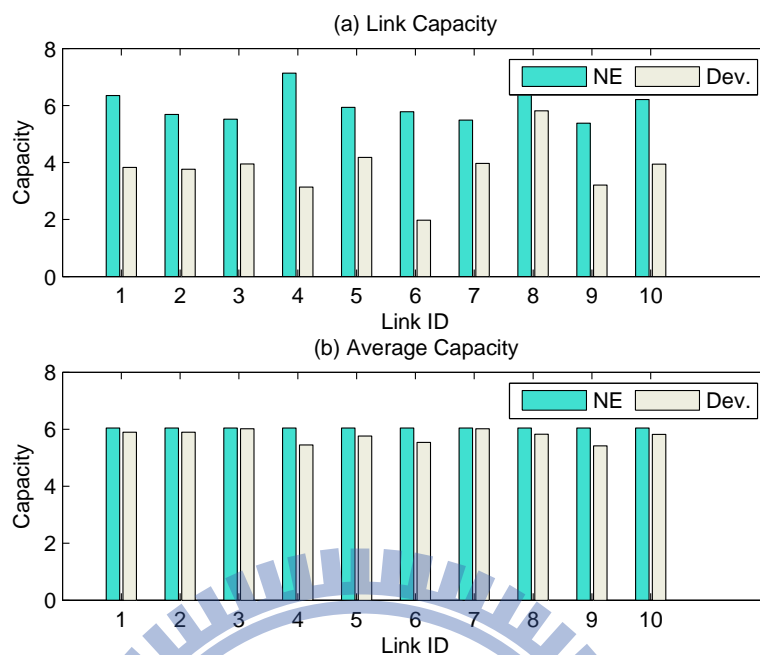 (a) Link Capacity
8
6
4
2
0
Capacity
NE Dev.
1 2 3 4 5 6 7 8 9 10
Link ID
(b) Average Capacity
8
6
4
2
0
Capacity
NE Dev.
1 2 3 4 5 6 7 8 9 10
Link ID